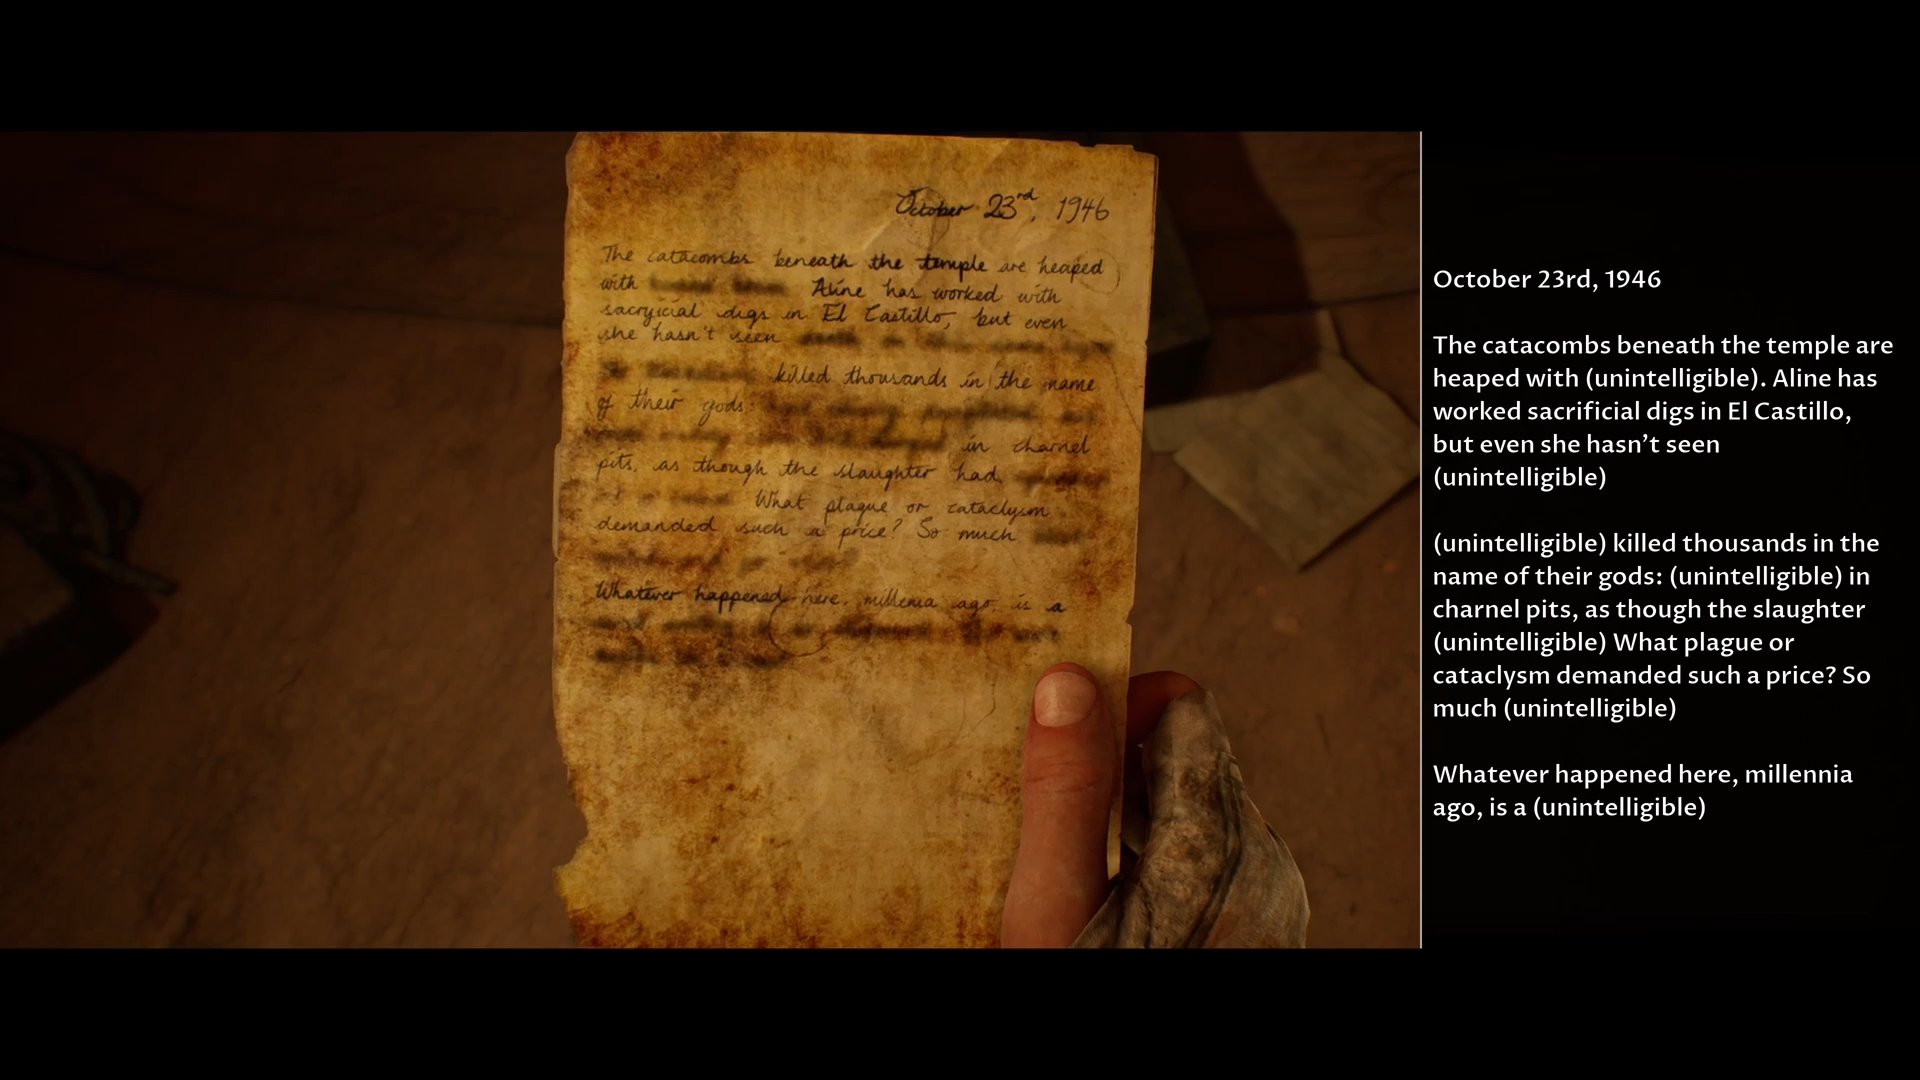 October 23rd, 1946
The catacombs beneath the temple are heaped
with
Aline has worked with
sacrificial digs in El Castillo, but even
she hasn't seen
killed thousands in the name
of their gods:
in charnel
pits, as though the slaughter had
What plague or cataclysm
demanded such a price? So much
Whatever happened here, millenia ago, is a
October 23rd, 1946
The catacombs beneath the temple are
heaped with (unintelligible). Aline has
worked sacrificial digs in El Castillo,
but even she hasn’t seen
(unintelligible)
(unintelligible) killed thousands in the
name of their gods: (unintelligible) in
charnel pits, as though the slaughter
(unintelligible) What plague or
cataclysm demanded such a price? So
much (unintelligible)
Whatever happened here, millennia
ago, is a (unintelligible)